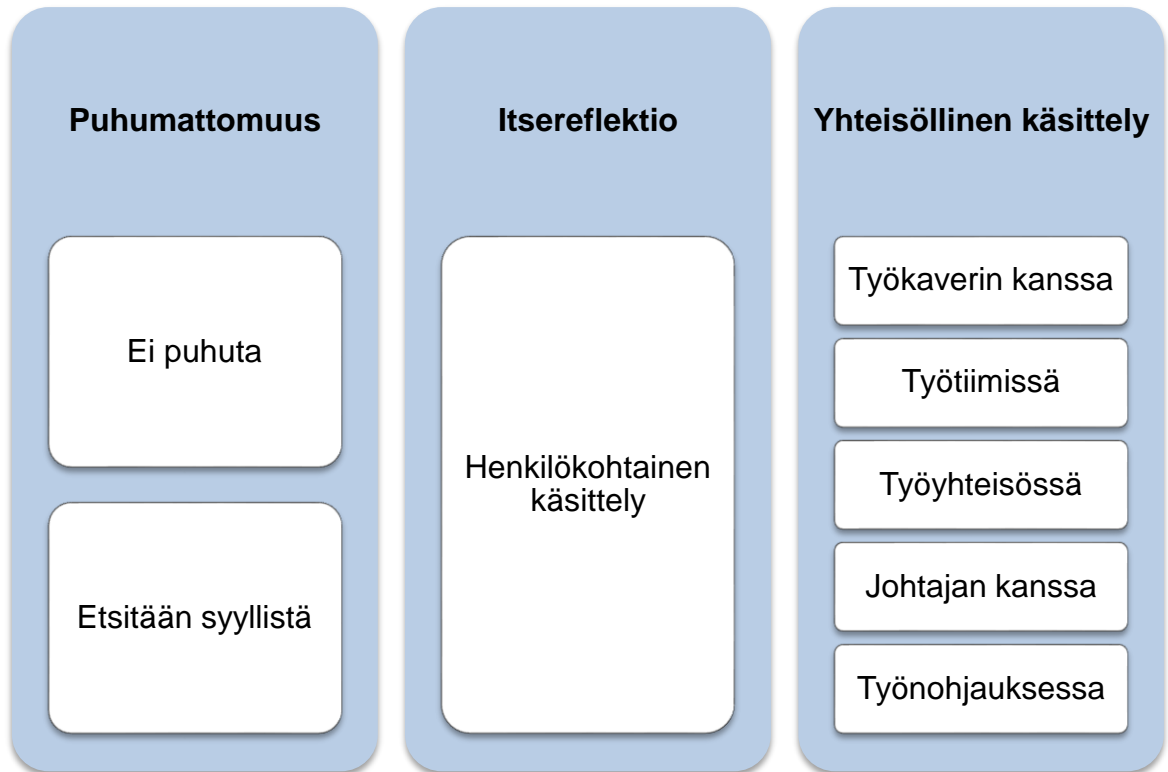 Puhumattomuus
Ei puhuta
Etsitään syyllistä
Itsereflektio
Henkilökohtainen
käsittely
Yhteisöllinen käsittely
Työkaverin kanssa
Työtiimissä
Työyhteisössä
Johtajan kanssa
Työnohjauksessa